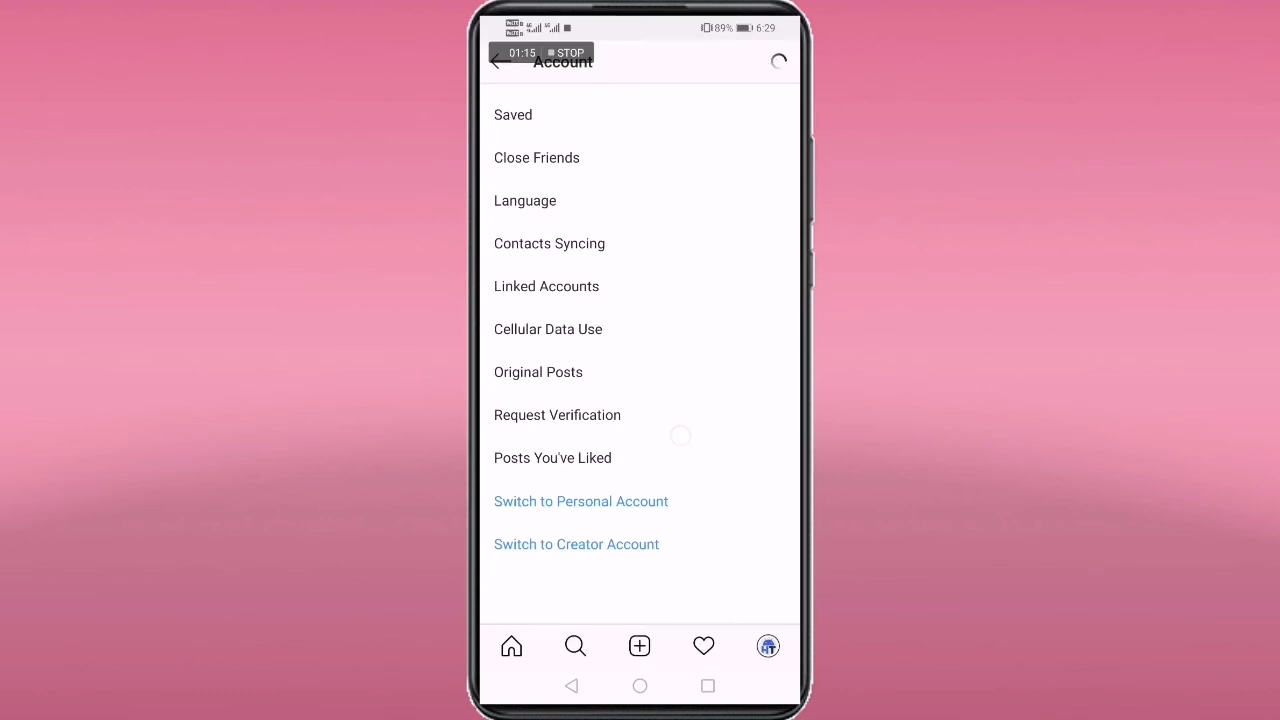 89% 6:29
01:15 STOP
Account
Saved
Close Friends
Language
Contacts Syncing
Linked Accounts
Cellular Data Use
Original Posts
Request Verification
Posts You've Liked
Switch to Personal Account
Switch to Creator Account